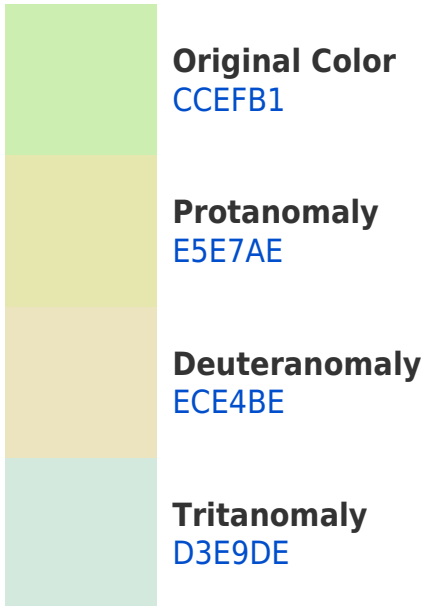 Original Color
CCEFB1
Protanomaly
E5E7AE
Deuteranomaly
ECE4BE
Tritanomaly
D3E9DE